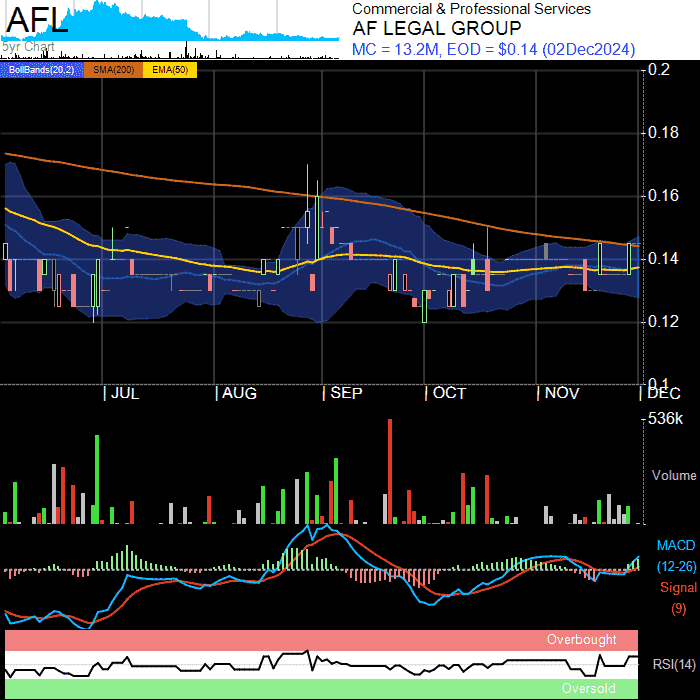 AFL
5yr Chart
Commercial & Professional Services
AF LEGAL GROUP
MC = 13.2M, EOD = $0.14 (02Dec2024)
BollBands(20,2) SMA(200) EMA(50)
0.2
0.18
0.16
0.14
0.12
0.1
JUL AUG SEP OCT NOV DEC
536k
Volume
MACD
(12-26)
Signal
(9)
Overbought
RSI(14)
Oversold